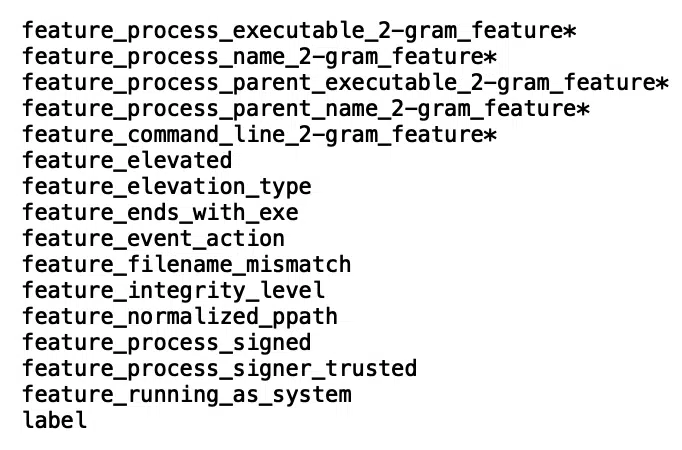 feature_process_executable_2-gram_feature*
feature_process_name_2-gram_feature*
feature_process_parent_executable_2-gram_feature*
feature_process_parent_name_2-gram_feature*
feature_command_line_2-gram_feature*
feature_elevated
feature_elevation_type
feature_ends_with_exe
feature_event_action
feature_filename_mismatch
feature_integrity_level
feature_normalized_ppath
feature_process_signed
feature_process_signer_trusted
feature_running_as_system
label